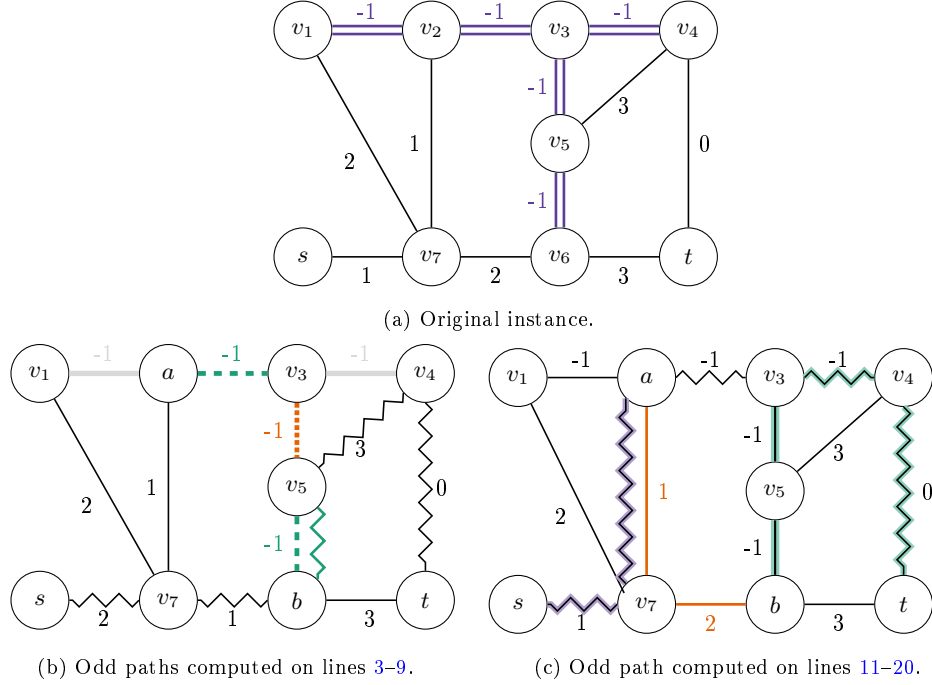 -1 -1 -1
v1 v2 v3 v4
-1
3
2 1 v5 0
-1
s v7 v6 t
1 2 3
(a) Original instance.
-1 -1 -1
v1 a v3 v4
-1
3
2 1 v5 0
-1
s v7 b t
2 1 3
(b) Odd paths computed on lines 3–9.
-1 -1 -1
v1 a v3 v4
-1
3
2 1 v5 0
-1
s v7 b t
1 2 3
(c) Odd path computed on lines 11–20.